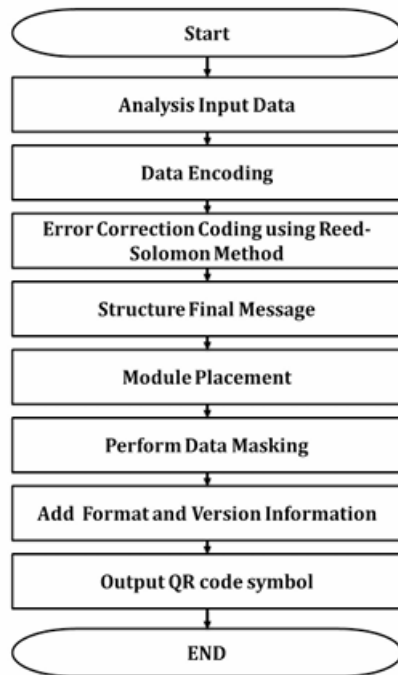 Start
Analysis Input Data
Data Encoding
Error Correction Coding using Reed-
Solomon Method
Structure Final Message
Module Placement
Perform Data Masking
Add Format and Version Information
Output QR code symbol
END